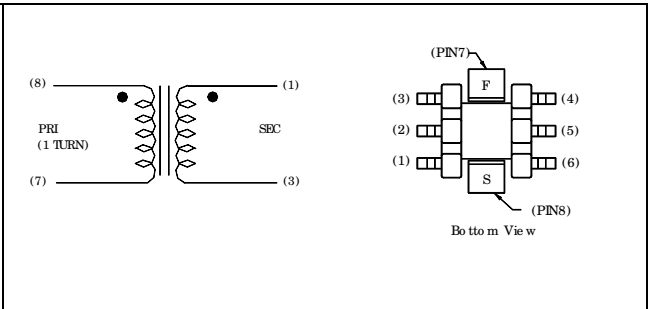 (8)
(1)
PRI
(1 TURN)
SEC
(7)
(3)
(PIN7)
F
(3)
(4)
(2)
(5)
(1)
(6)
S
(PIN8)
Bottom View